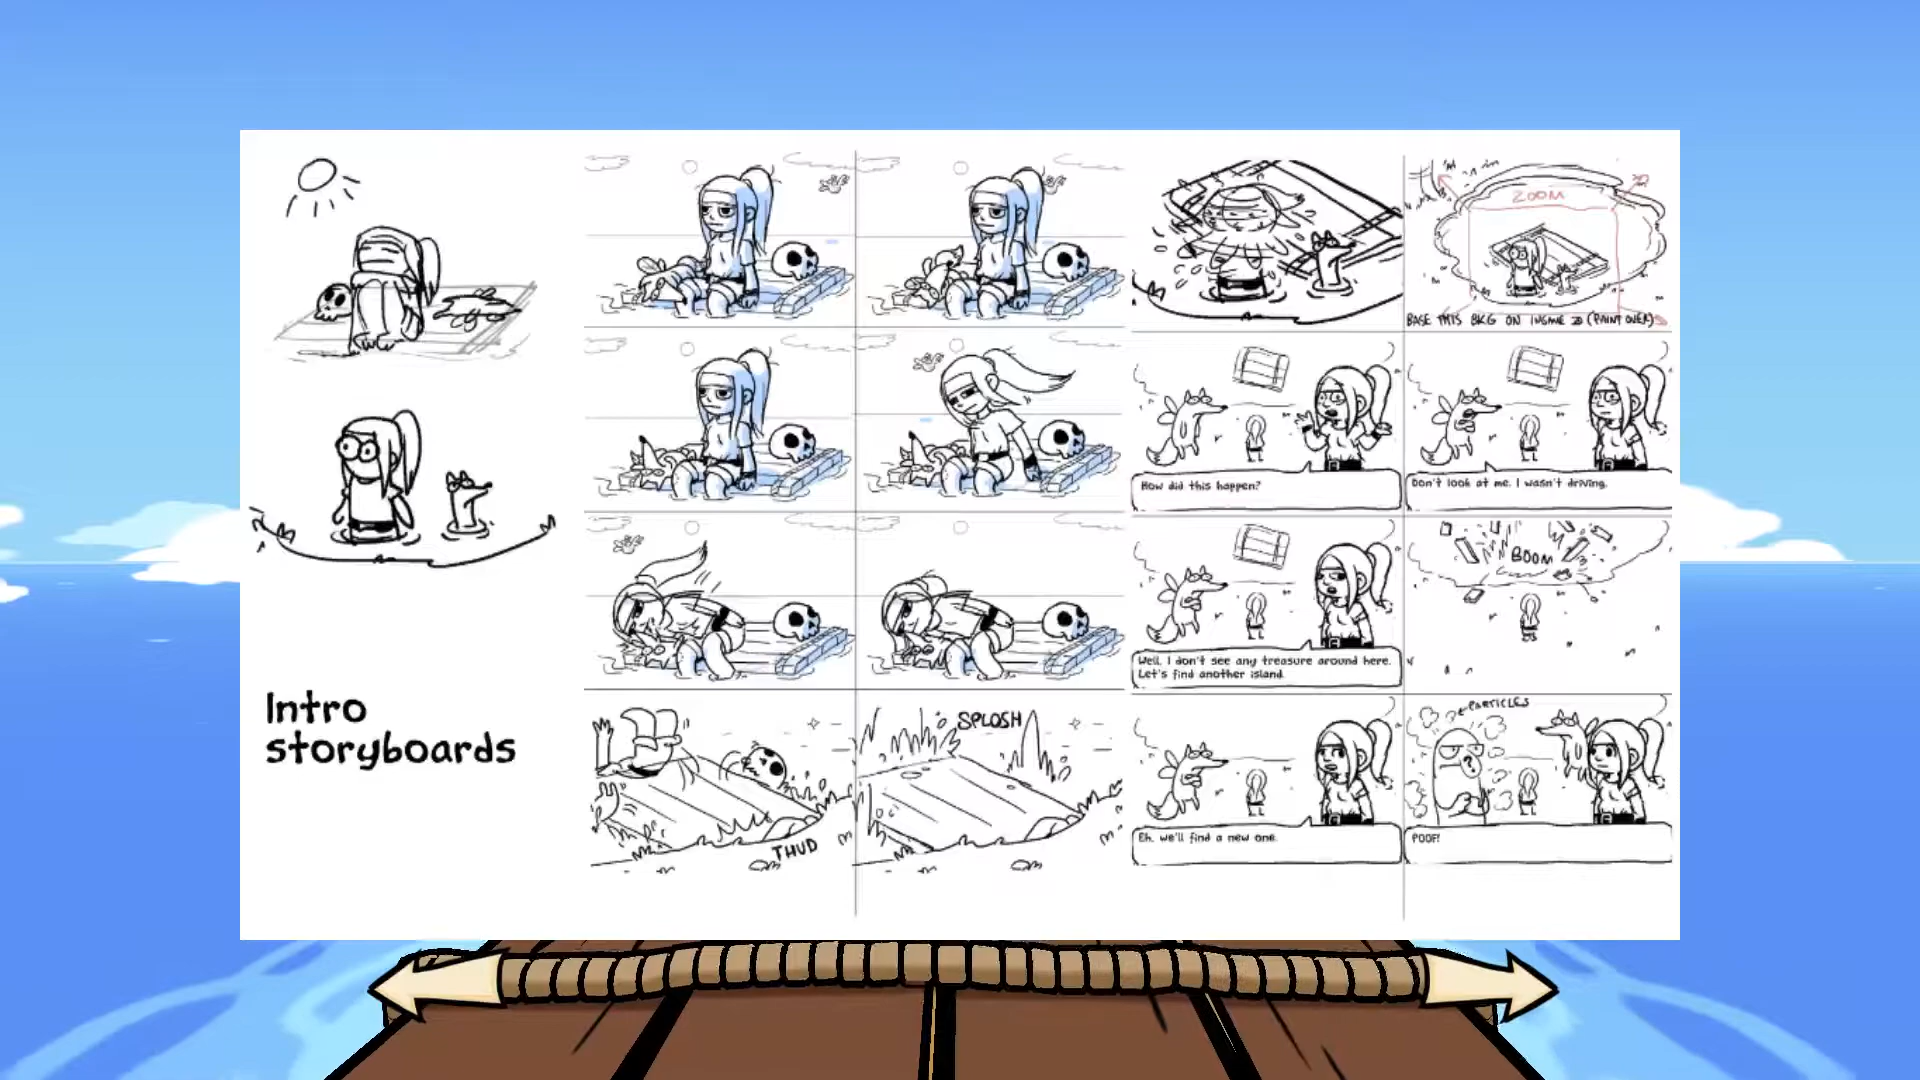 Intro
storyboards
THUD
SPLOSH
ZOOM
BASE THIS BKG ON INGAME (PAINT OVER)
How did this happen?
Don't look at me. I wasn't driving.
Well, I don't see any treasure around here.
Let's find another island.
BOOM
Eh, we'll find a new one.
PARTICLES
?
POOF!